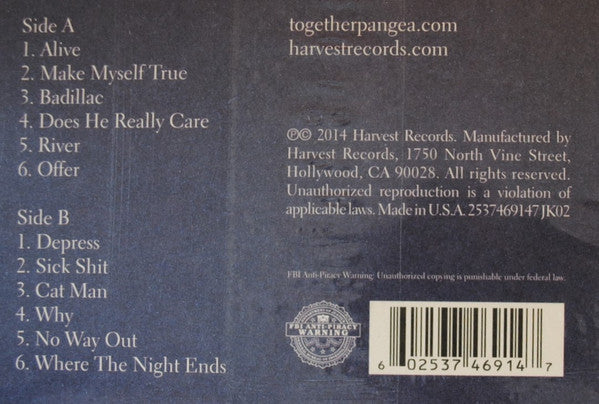 Side A
1. Alive
2. Make Myself True
3. Badillac
4. Does He Really Care
5. River
6. Offer
Side B
1. Depress
2. Sick Shit
3. Cat Man
4. Why
5. No Way Out
6. Where The Night Ends
togetherpangea.com
harvestrecords.com
℗© 2014 Harvest Records. Manufactured by
Harvest Records, 1750 North Vine Street,
Hollywood, CA 90028. All rights reserved.
Unauthorized reproduction is a violation of
applicable laws. Made in U.S.A. 2537469147 JK02
FBI Anti-Piracy Warning: Unauthorized copying is punishable under federal law.
FBI ANTI-PIRACY
WARNING
6 02537 46914 7